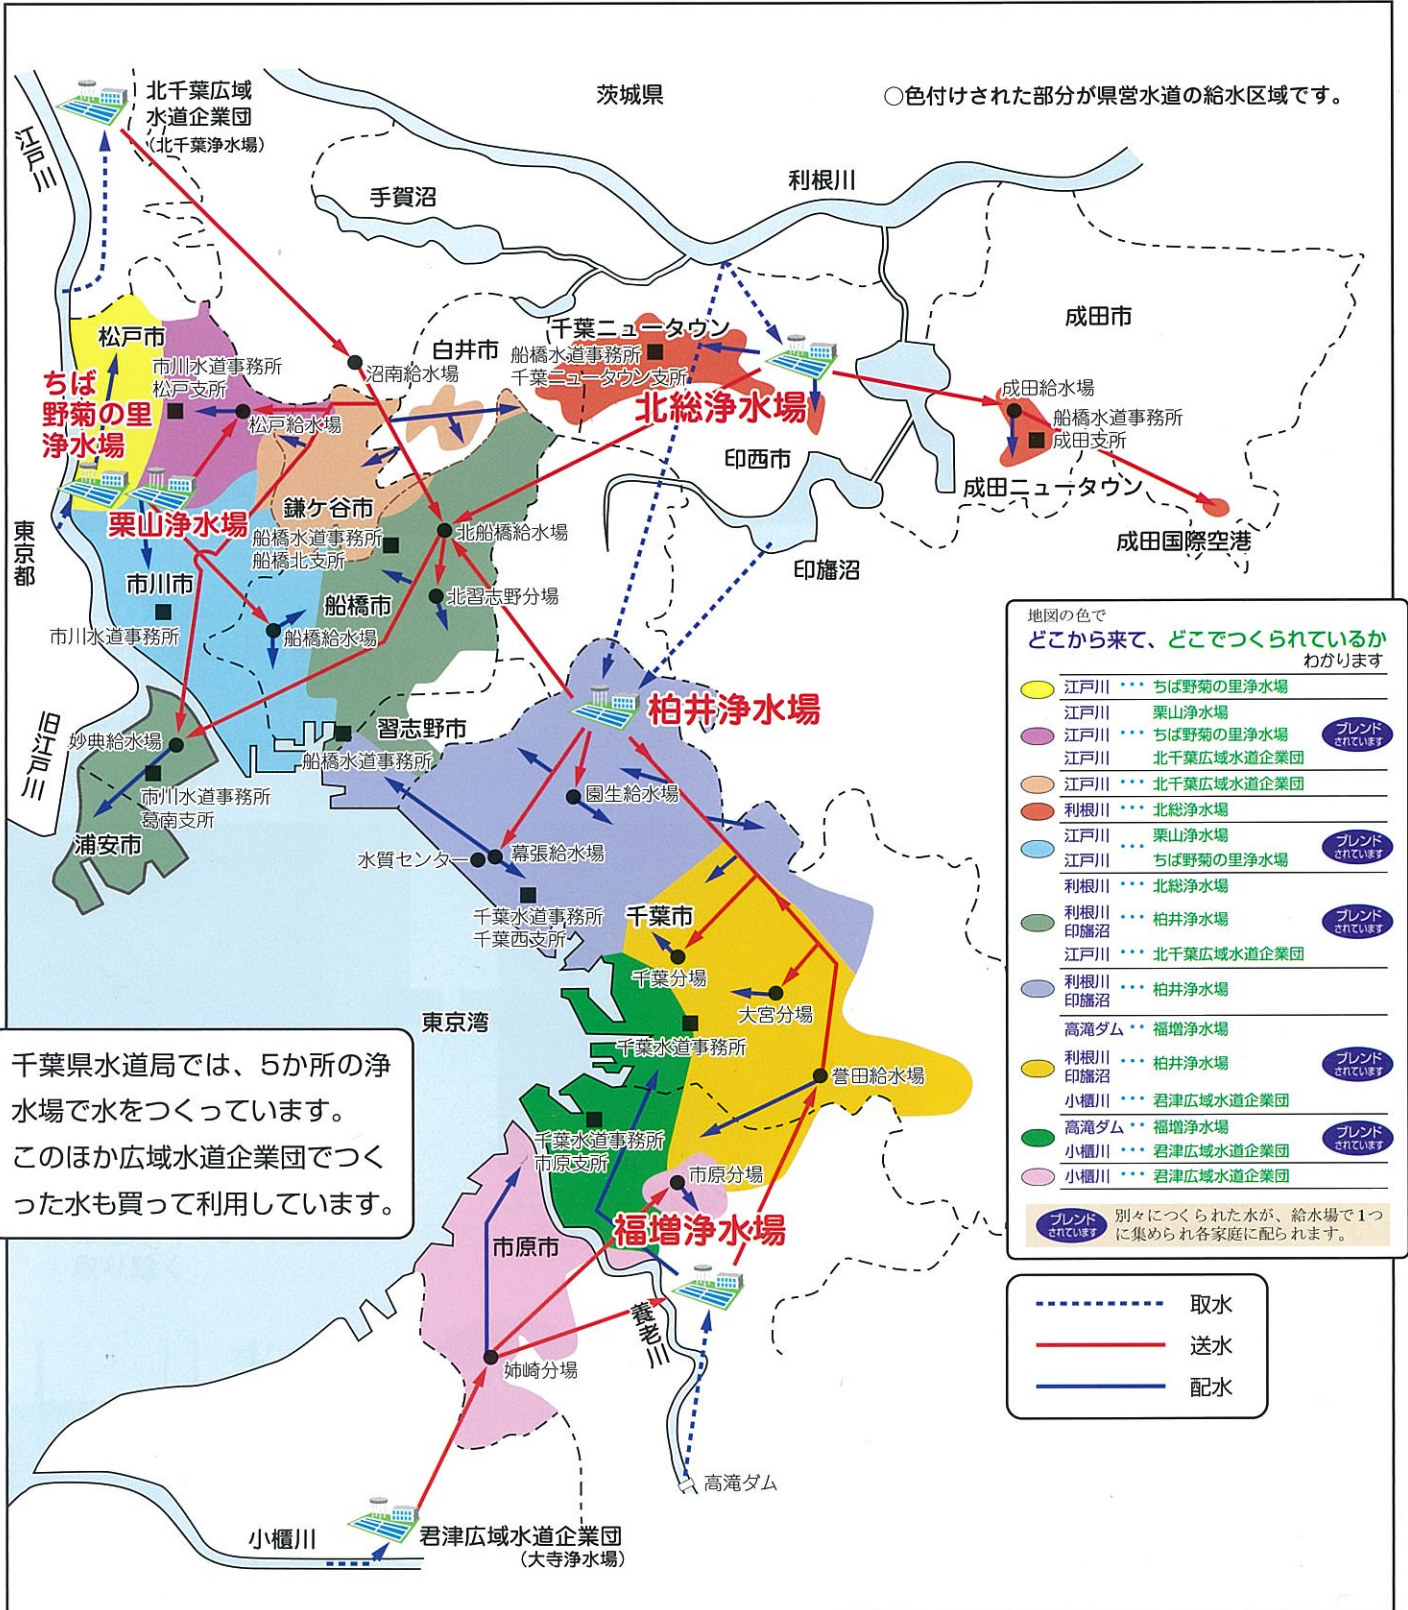 北千葉広域
水道企業団
(北千葉浄水場)
茨城県
○色付けされた部分が県営水道の給水区域です。
江戸川
手賀沼
利根川
成田市
松戸市
市川水道事務所
松戸支所
沼南給水場
白井市
千葉ニュータウン
船橋水道事務所
千葉ニュータウン支所
ちば
野菊の里
浄水場
松戸給水場
北総浄水場
成田給水場
船橋水道事務所
成田支所
印西市
成田ニュータウン
成田国際空港
栗山浄水場
鎌ケ谷市
船橋水道事務所
船橋北支所
北船橋給水場
印旛沼
東京都
市川市
市川水道事務所
船橋市
船橋給水場
北習志野分場
柏井浄水場
旧江戸川
妙典給水場
習志野市
船橋水道事務所
市川水道事務所
葛南支所
浦安市
園生給水場
水質センター
幕張給水場
千葉水道事務所
千葉西支所
千葉市
千葉分場
大宮分場
東京湾
千葉水道事務所
誉田給水場
千葉県水道局では、5か所の浄
水場で水をつくっています。
このほか広域水道企業団でつく
った水も買って利用しています。
千葉水道事務所
市原支所
市原分場
福増浄水場
市原市
養老川
姉崎分場
高滝ダム
小櫃川
君津広域水道企業団
(大寺浄水場)
地図の色で
どこから来て、どこでつくられているか
わかります
江戸川 ・・・ ちば野菊の里浄水場
江戸川 栗山浄水場
江戸川 ・・・ ちば野菊の里浄水場
江戸川 北千葉広域水道企業団
ブレンド
されています
江戸川 ・・・ 北千葉広域水道企業団
利根川 ・・・ 北総浄水場
江戸川 栗山浄水場
・・・
江戸川 ちば野菊の里浄水場
ブレンド
されています
利根川 ・・・ 北総浄水場
利根川
印旛沼 ・・・ 柏井浄水場
江戸川 ・・・ 北千葉広域水道企業団
ブレンド
されています
利根川
印旛沼 ・・・ 柏井浄水場
高滝ダム ・・ 福増浄水場
利根川
印旛沼 ・・・ 柏井浄水場
小櫃川 ・・・ 君津広域水道企業団
ブレンド
されています
高滝ダム ・・ 福増浄水場
小櫃川 ・・・ 君津広域水道企業団
ブレンド
されています
小櫃川 ・・・ 君津広域水道企業団
ブレンド
されています
別々につくられた水が、給水場で1つ
に集められ各家庭に配られます。
取水
送水
配水